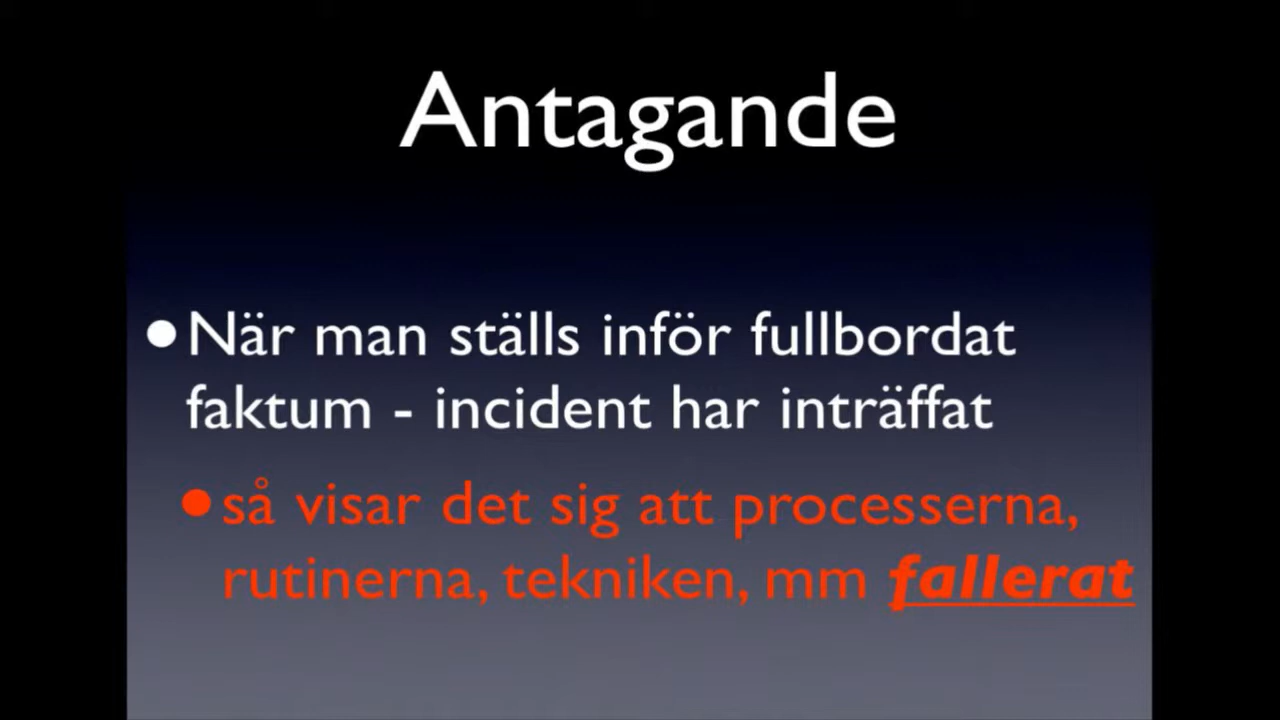 Antagande
•När man ställs inför fullbordat
faktum - incident har inträffat
•så visar det sig att processerna,
rutinerna, tekniken, mm fallerat